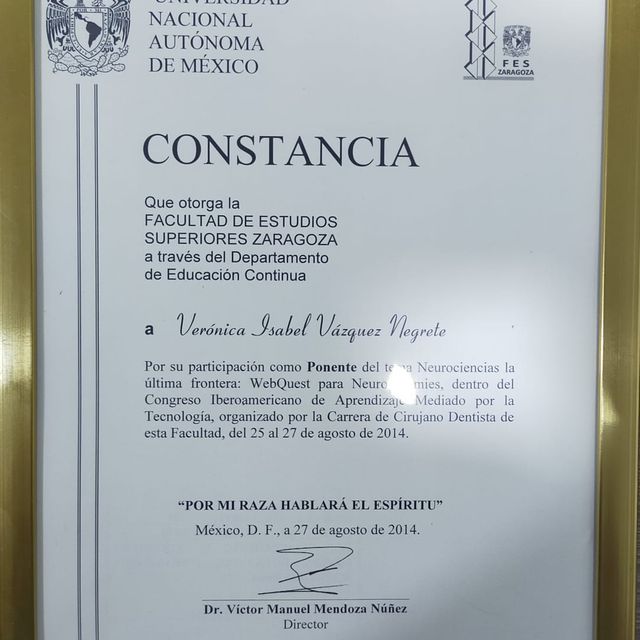 UNIVERSIDAD
NACIONAL
AUTÓNOMA
DE MÉXICO
FES
ZARAGOZA
CONSTANCIA
Que otorga la
FACULTAD DE ESTUDIOS
SUPERIORES ZARAGOZA
a través del Departamento
de Educación Continua
a Verónica Isabel Vázquez Negrete
Por su participación como Ponente del tema Neurociencias la
última frontera: WebQuest para dentro del
Congreso Iberoamericano de Aprendizaje Mediado por la
Tecnología, organizado por la Carrera de Cirujano Dentista de
esta Facultad, del 25 al 27 de agosto de 2014.
“POR MI RAZA HABLARÁ EL ESPÍRITU”
México, D. F., a 27 de agosto de 2014.
Dr. Víctor Manuel Mendoza Núñez
Director